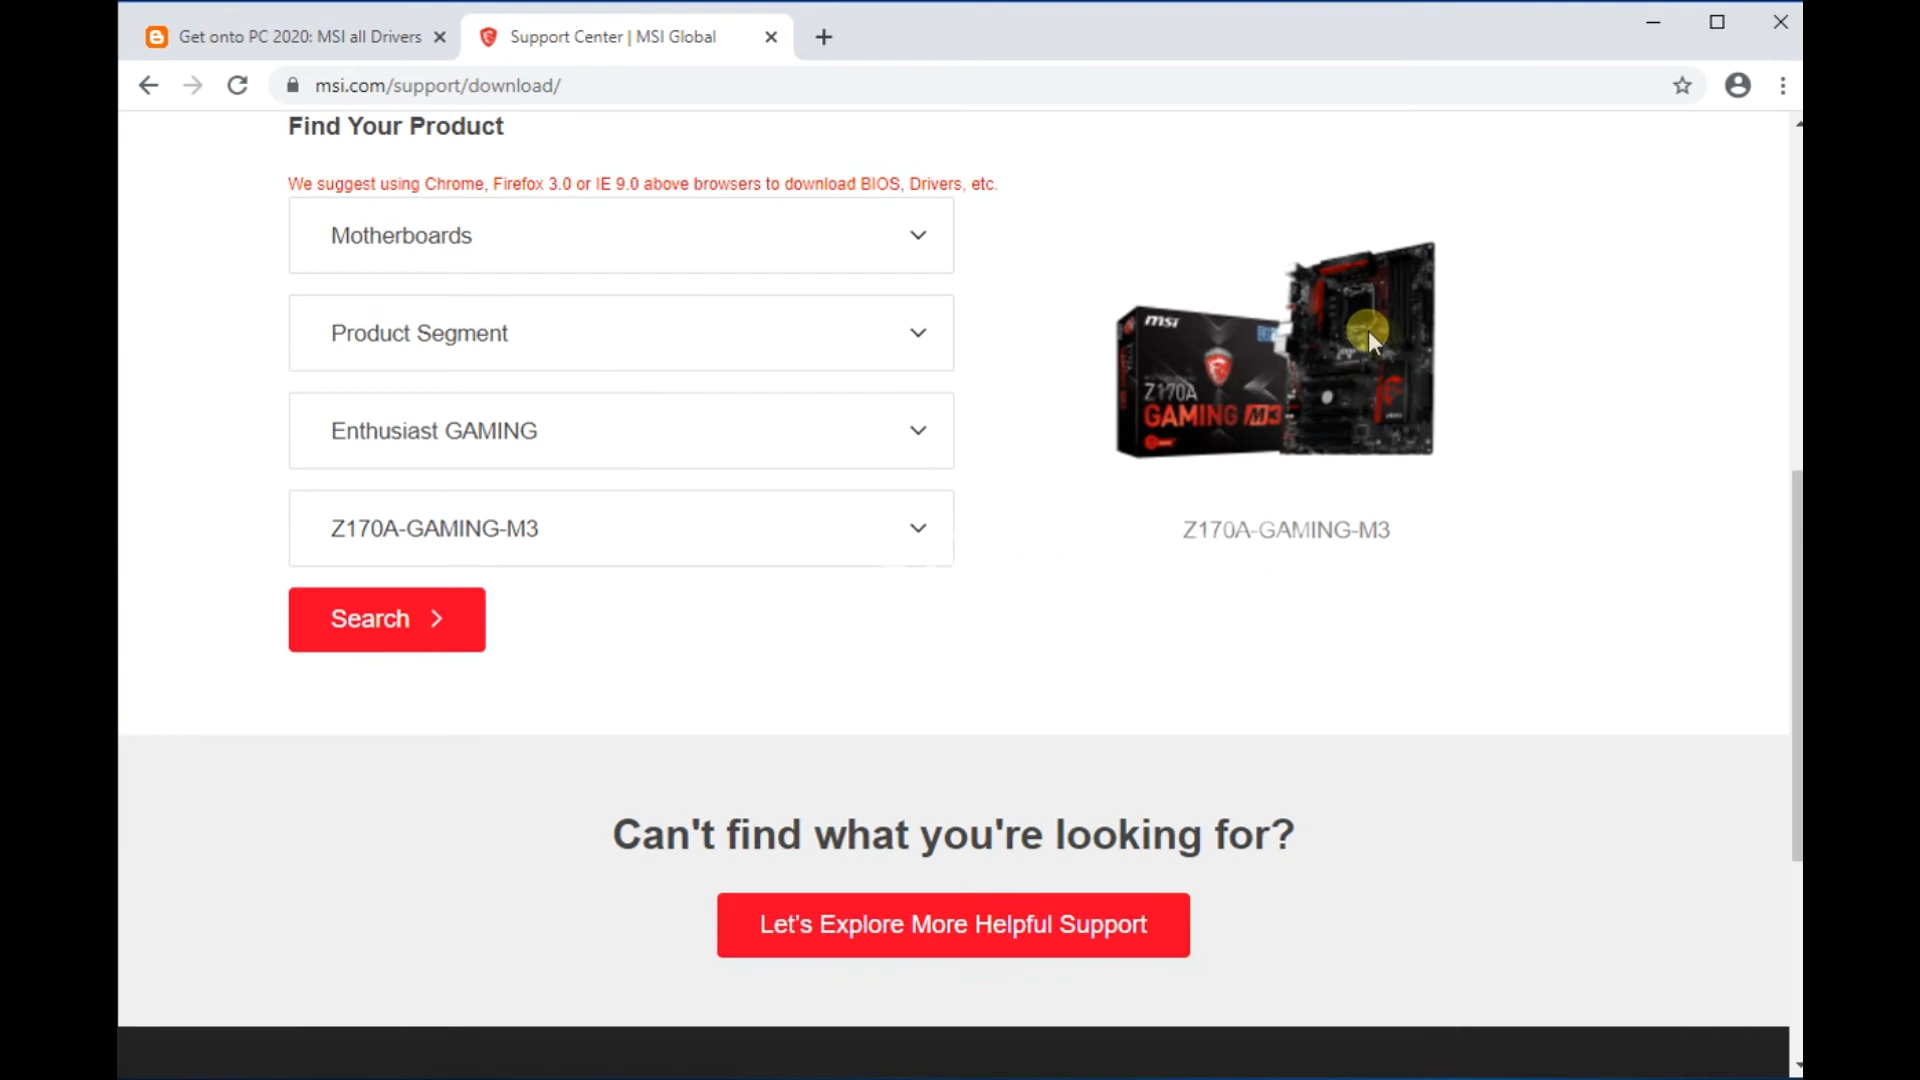 Get onto PC 2020: MSI all Drivers
Support Center | MSI Global
msi.com/support/download/
Find Your Product
We suggest using Chrome, Firefox 3.0 or IE 9.0 above browsers to download BIOS, Drivers, etc.
Motherboards
Product Segment
Enthusiast GAMING
Z170A-GAMING-M3
Search
msi
Z170A
GAMING M3
Z170A-GAMING-M3
Can't find what you're looking for?
Let's Explore More Helpful Support